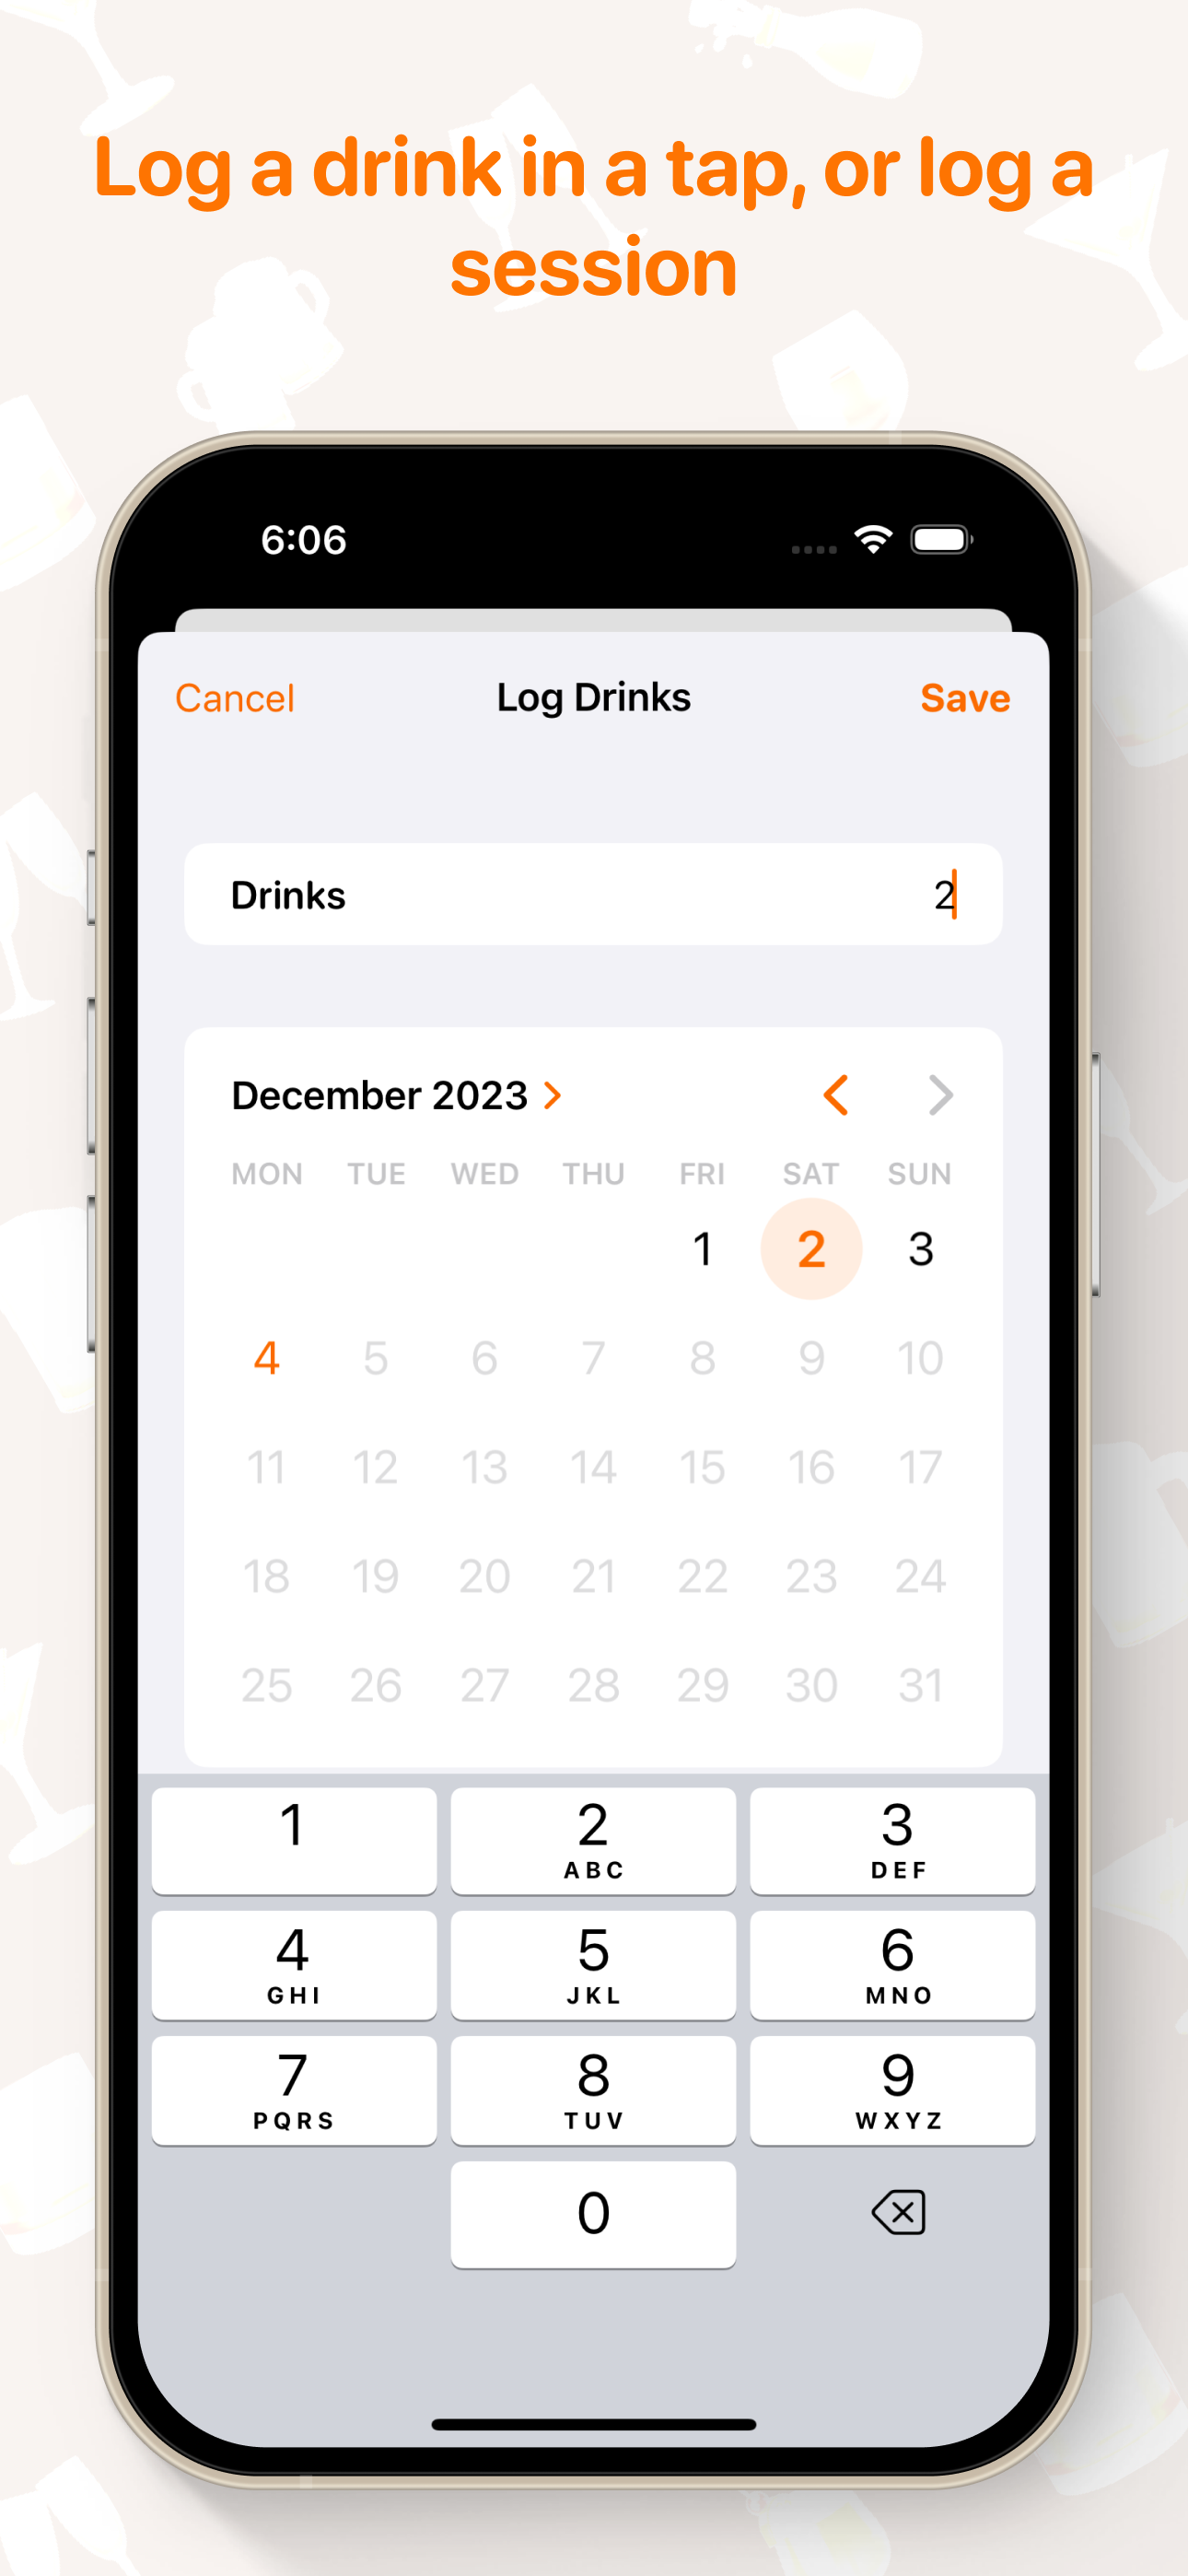 Log a drink in a tap, or log a
session
6:06
Cancel Log Drinks Save
Drinks 2
December 2023
MON TUE WED THU FRI SAT SUN
1 2 3
4 5 6 7 8 9 10
11 12 13 14 15 16 17
18 19 20 21 22 23 24
25 26 27 28 29 30 31
1 2 3
ABC DEF
4 5 6
GHI JKL MNO
7 8 9
PQRS TUV WXYZ
0